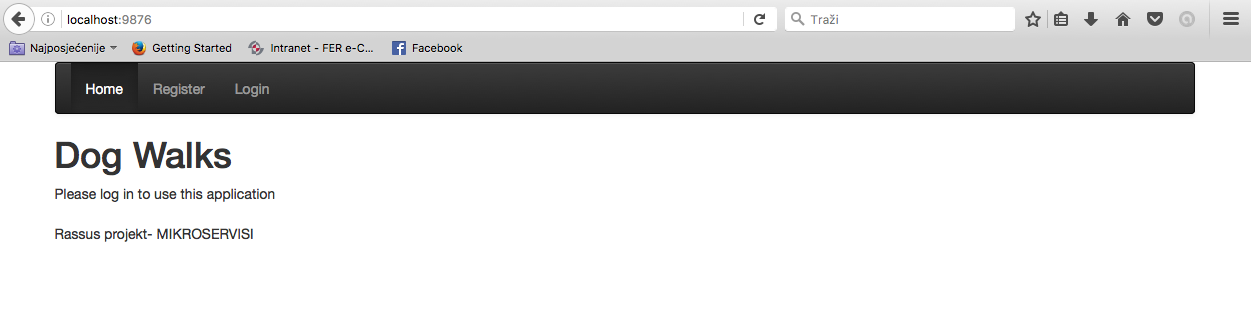 localhost:9876
Traži
Najposjećenije
Getting Started
Intranet - FER e-C...
Facebook
Home
Register
Login
Dog Walks
Please log in to use this application
Rassus projekt- MIKROSERVISI